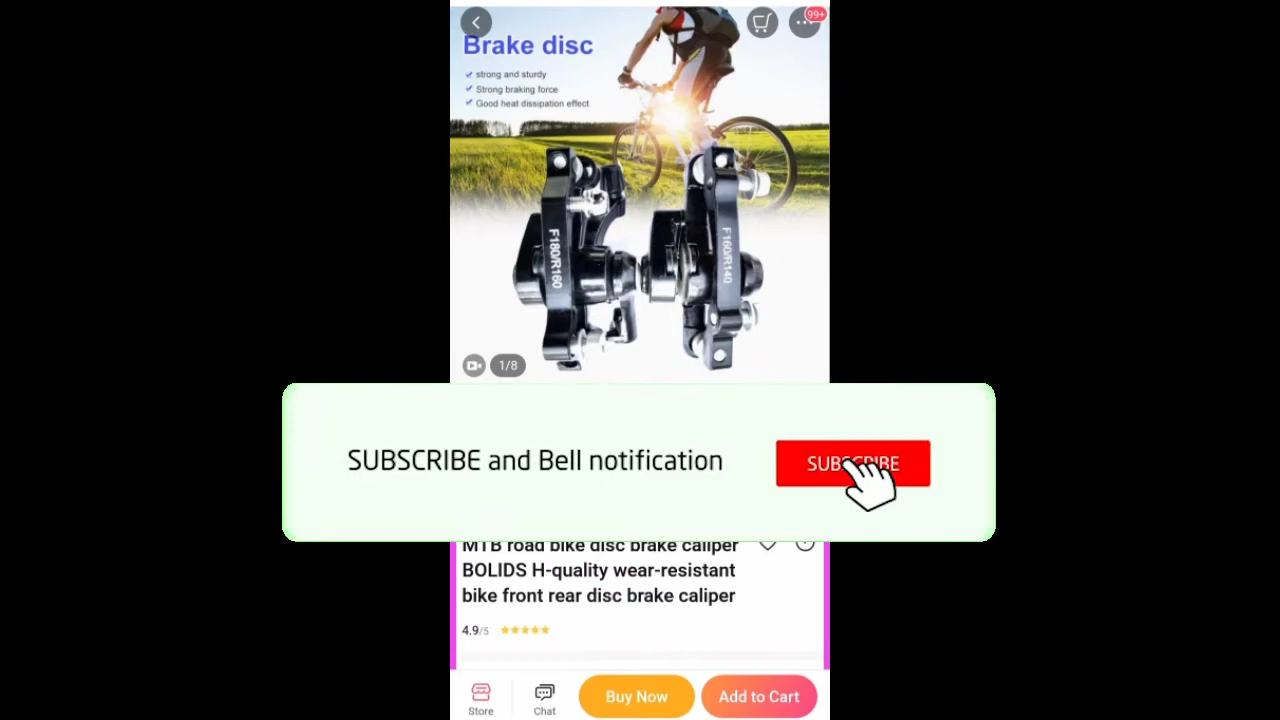 99+
Brake disc
strong and sturdy
Strong braking force
Good heat dissipation effect
F180/R160
F160/R140
1/8
SUBSCRIBE and Bell notification
SUBSCRIBE
MTB road bike disc brake caliper
BOLIDS H-quality wear-resistant
bike front rear disc brake caliper
4.9/5
Store
Chat
Buy Now
Add to Cart